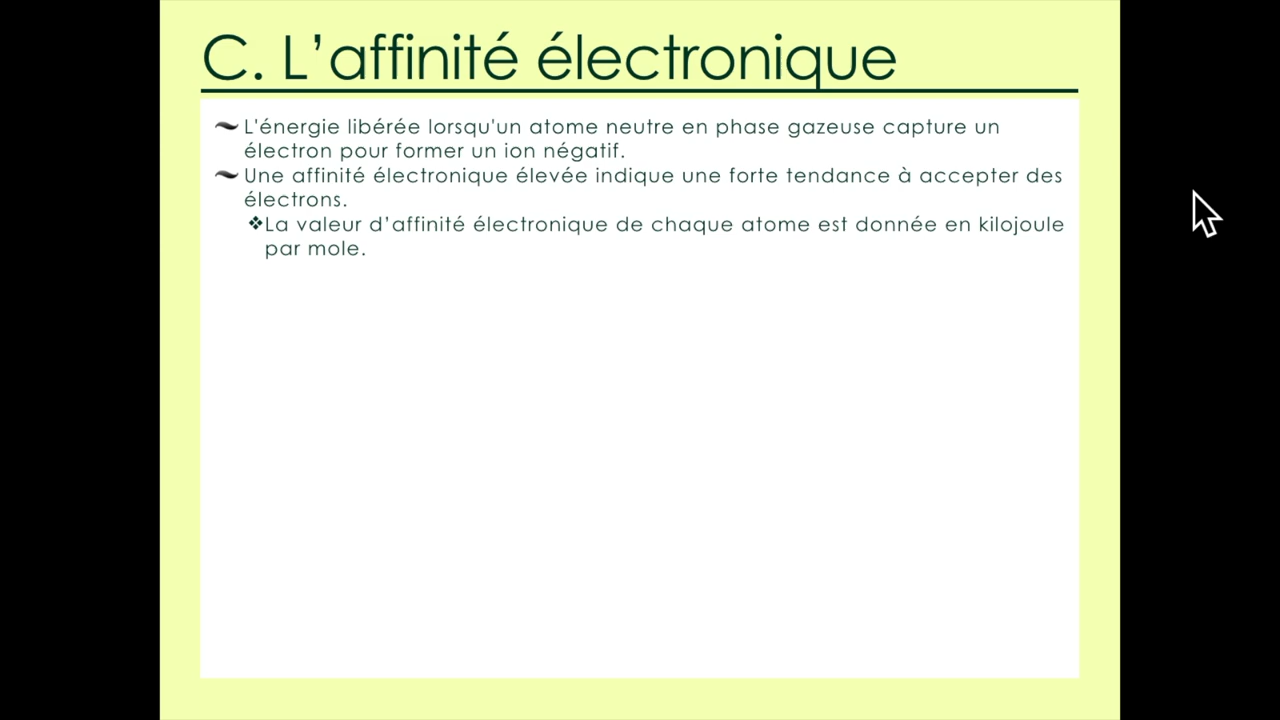 C. L’affinité électronique
L'énergie libérée lorsqu'un atome neutre en phase gazeuse capture un
électron pour former un ion négatif.
Une affinité électronique élevée indique une forte tendance à accepter des
électrons.
❖La valeur d’affinité électronique de chaque atome est donnée en kilojoule
par mole.